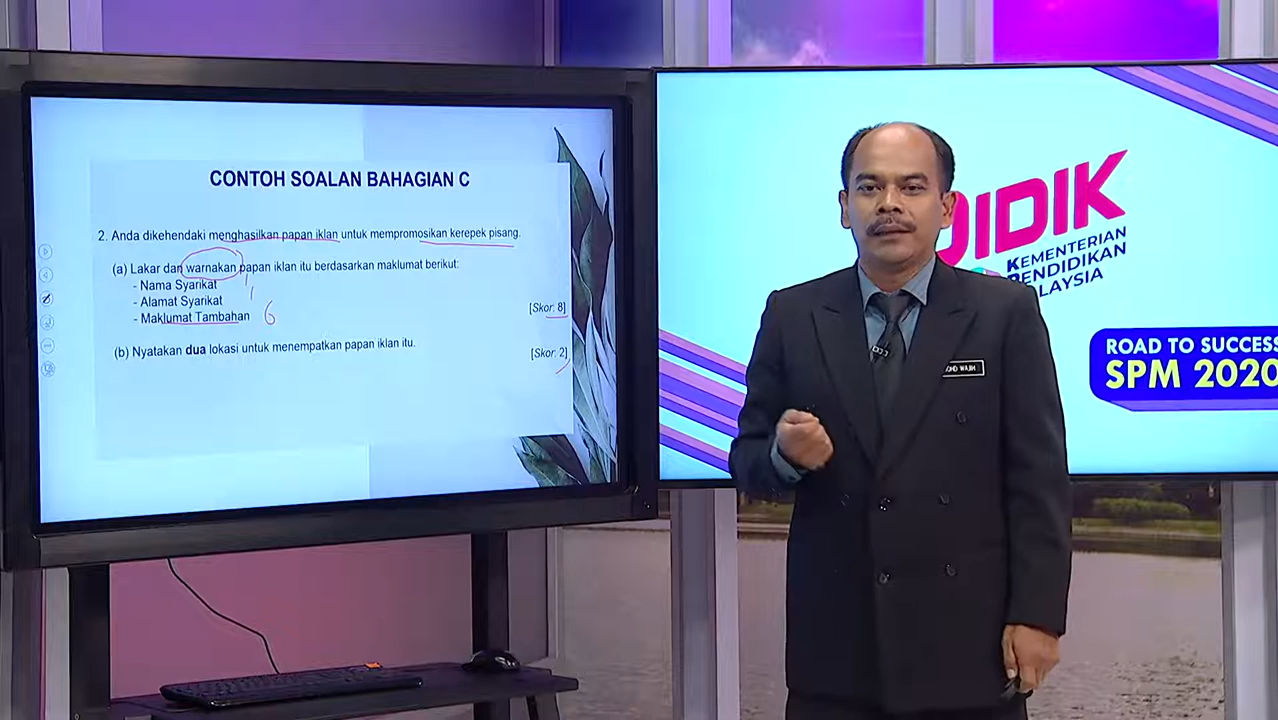 CONTOH SOALAN BAHAGIAN C
2. Anda dikehendaki menghasilkan papan iklan untuk mempromosikan kerepek pisang.
(a) Lakar dan warnakan papan iklan itu berdasarkan maklumat berikut:
- Nama Syarikat
- Alamat Syarikat
- Maklumat Tambahan 6
[Skor: 8]
(b) Nyatakan dua lokasi untuk menempatkan papan iklan itu.
[Skor: 2]
DIDIK
KEMENTERIAN
PENDIDIKAN
ALAYSIA
ROAD TO SUCCESS
SPM 2020
WAJIH